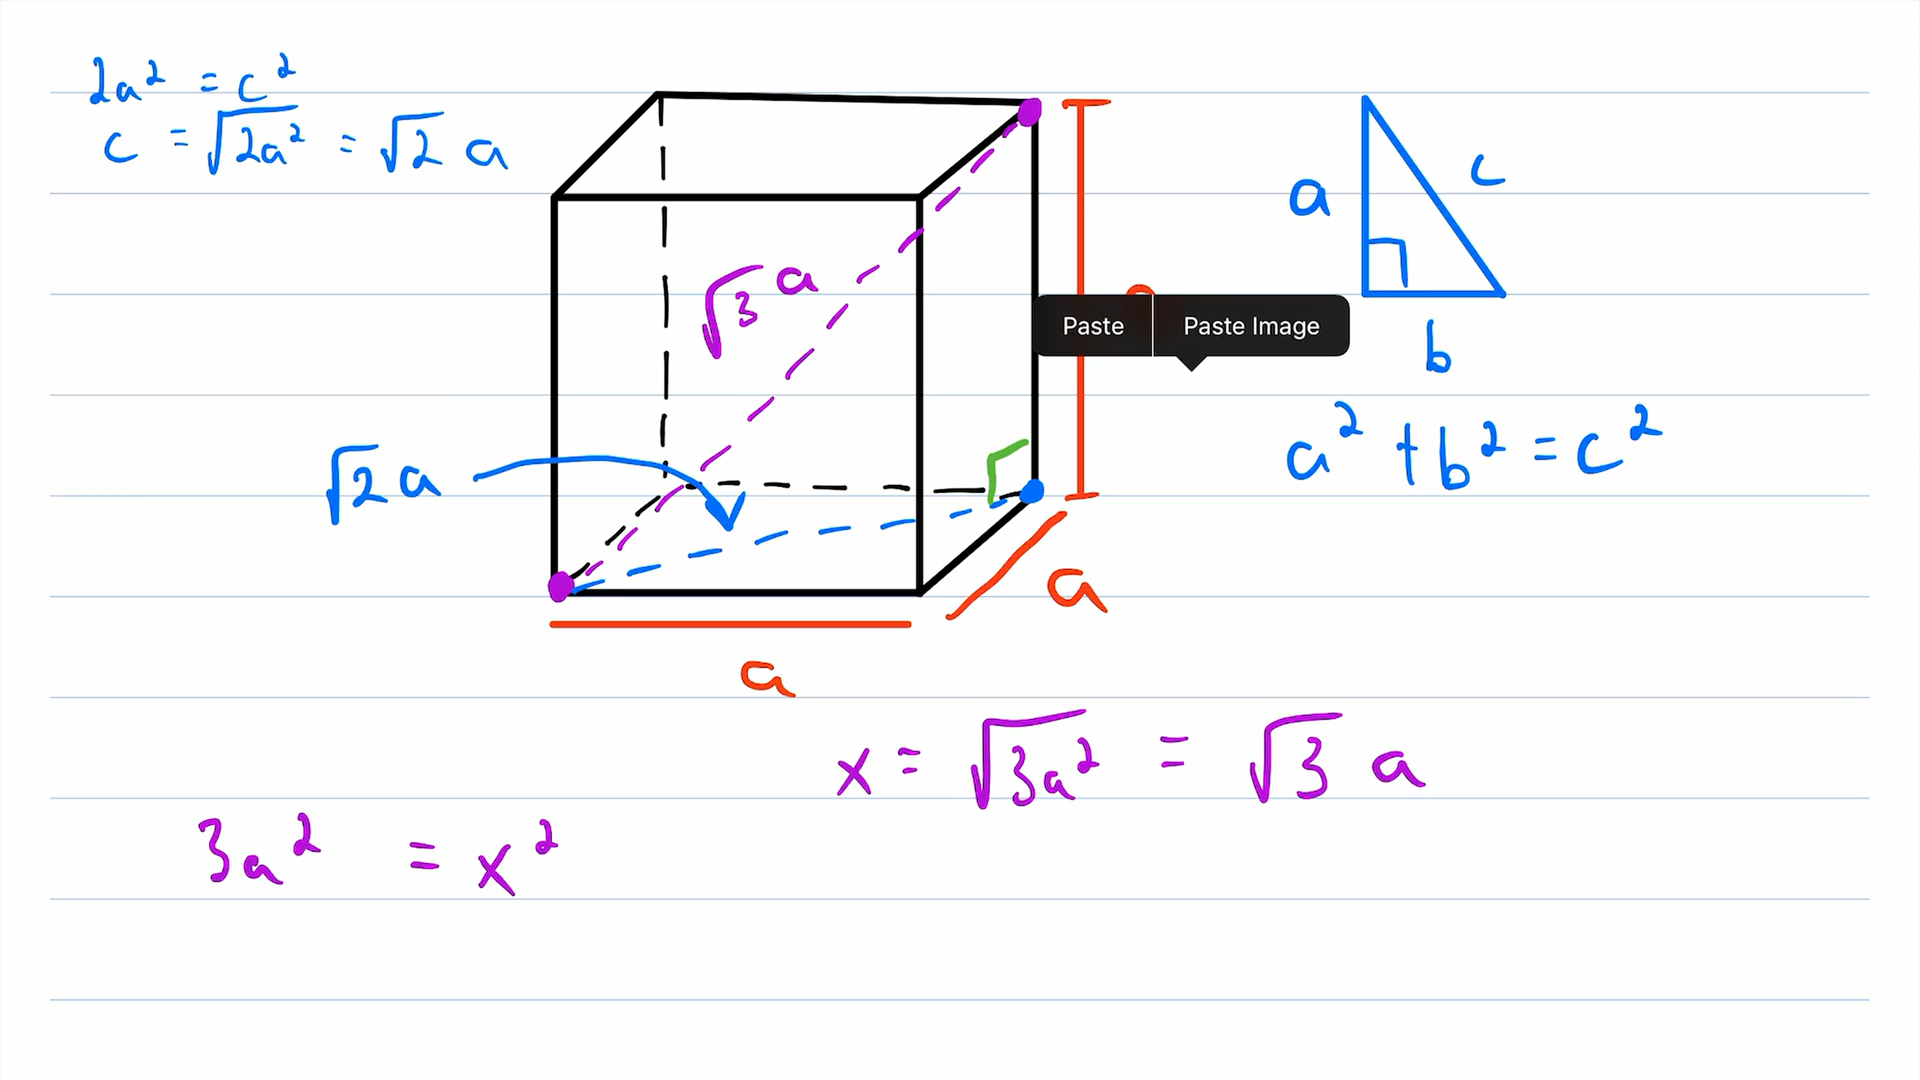 2a² = c²
c = √2a² = √2 a
a
c
b
a² + b² = c²
√3 a
Paste
Paste Image
√2 a
a
a
x = √3a² = √3 a
3a² = x²